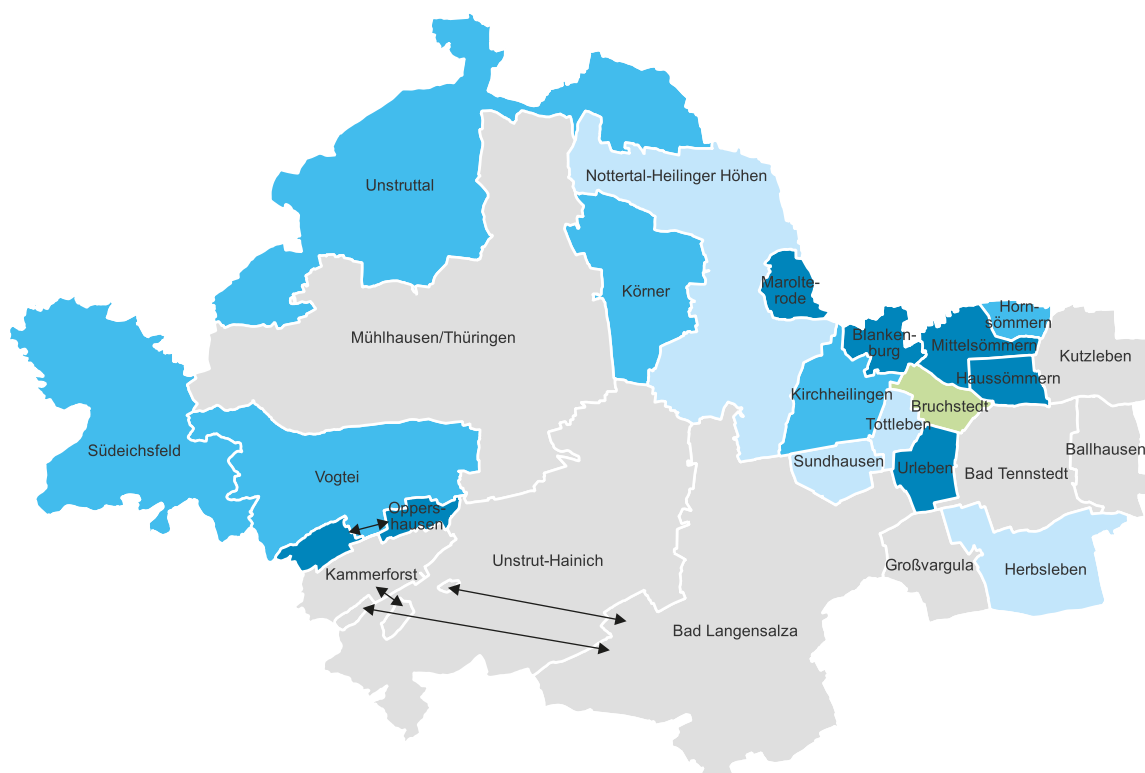 Unstruttal
Nottertal-Heilinger Höhen
Körner
Marolte-
rode
Mühlhausen/Thüringen
Horn-
sömmern
Blanken-
burg
Mittelsömmern
Kutzleben
Haussömmern
Kirchheilingen
Bruchstedt
Tottleben
Südeichsfeld
Vogtei
Sundhausen
Urleben
Bad Tennstedt
Ballhausen
Oppers-
hausen
Kammerforst
Unstrut-Hainich
Großvargula
Herbsleben
Bad Langensalza